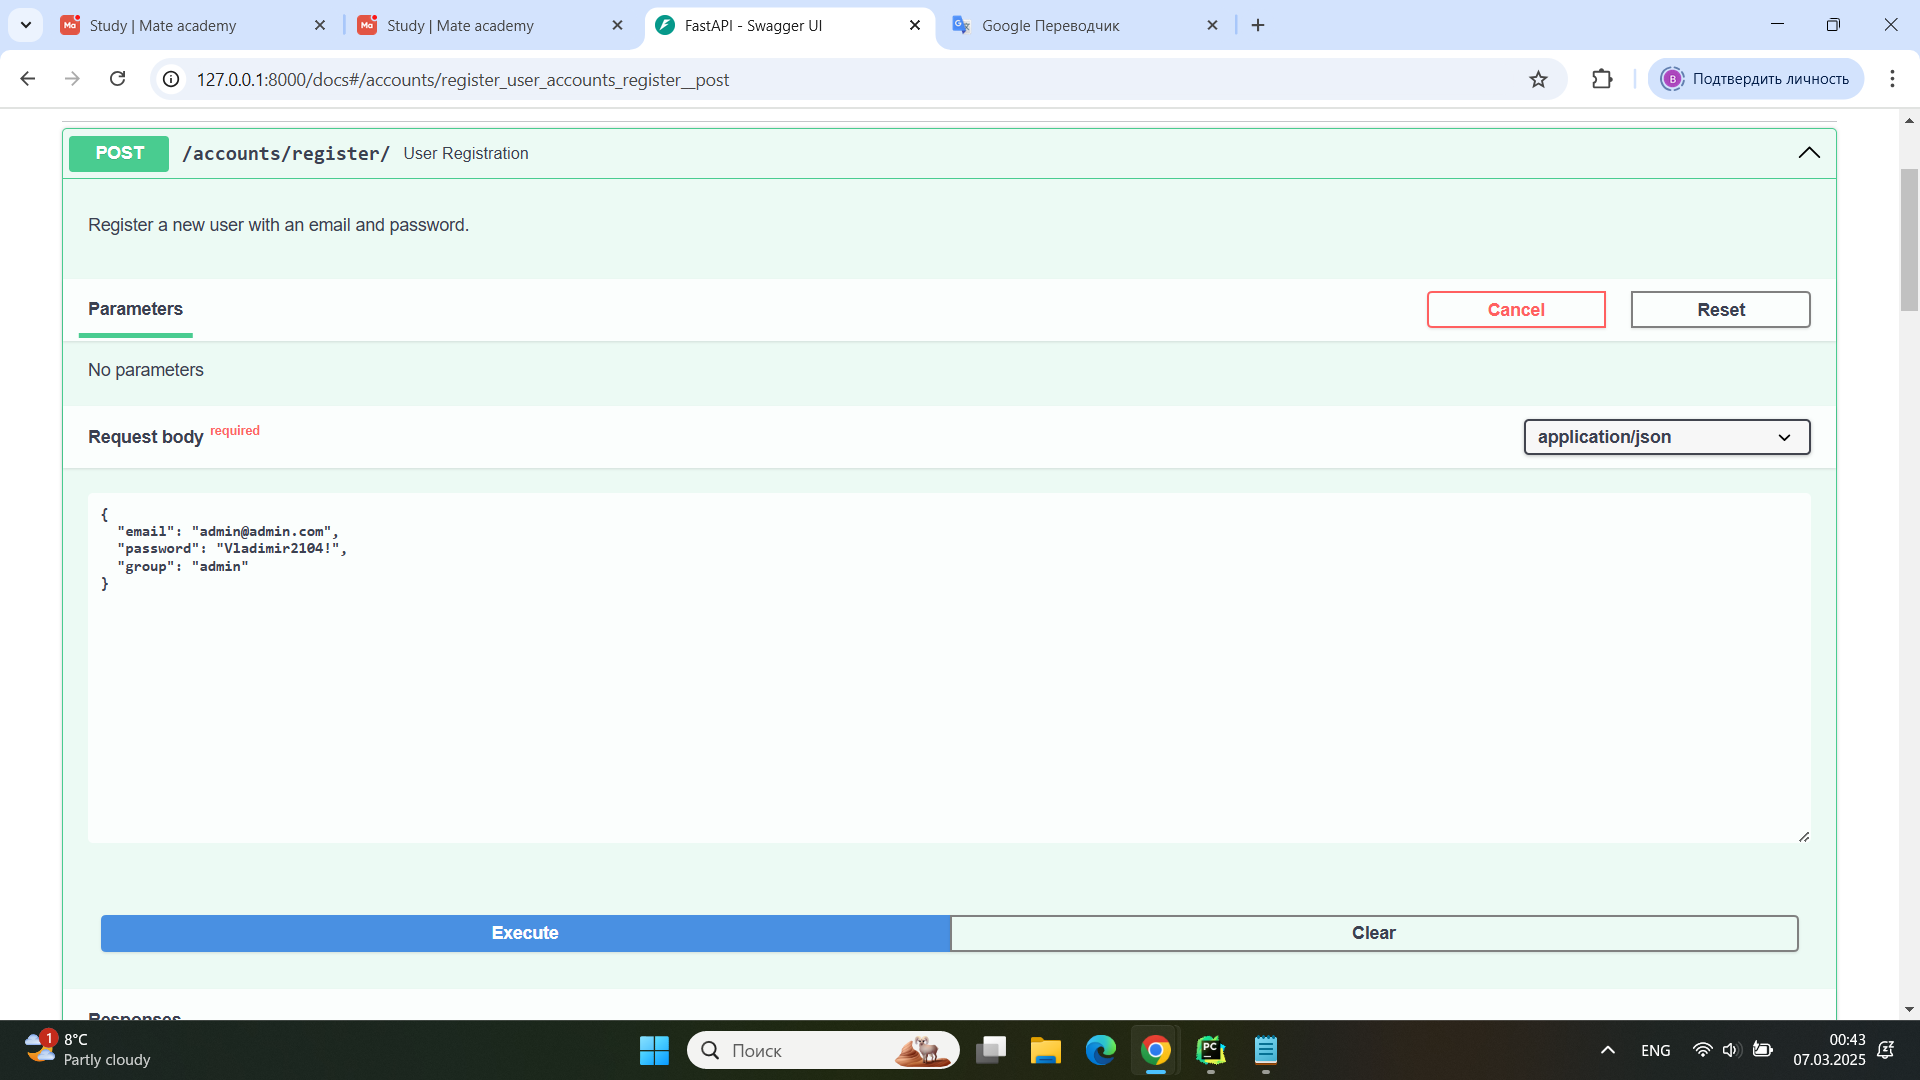 Study | Mate academy
Study | Mate academy
FastAPI - Swagger UI
Google Переводчик
127.0.0.1:8000/docs#/accounts/register_user_accounts_register__post
B
Подтвердить личность
POST
/accounts/register/
User Registration
Register a new user with an email and password.
Parameters
Cancel
Reset
No parameters
Request body required
application/json
{
"email": "admin@admin.com",
"password": "Vladimir2104!",
"group": "admin"
}
Execute
Clear
Responses
1
8°C
Partly cloudy
Поиск
PC
ENG
00:43
07.03.2025